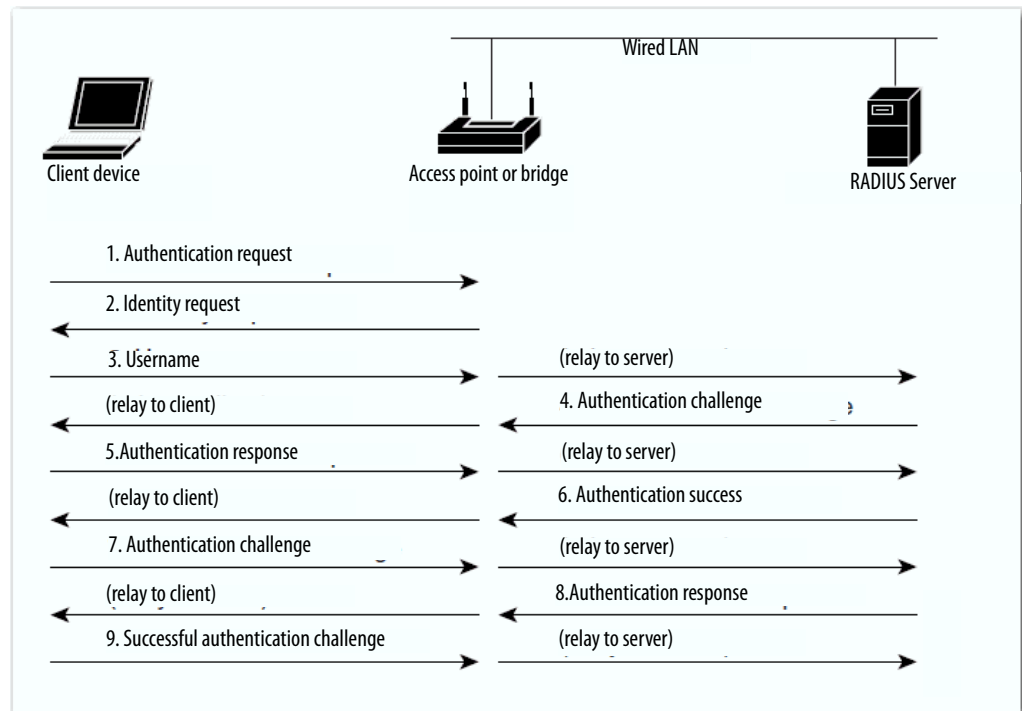 Wired LAN
Client device
Access point or bridge
RADIUS Server
1. Authentication request
2. Identity request
3. Username
(relay to server)
(relay to client)
4. Authentication challenge
5.Authentication response
(relay to server)
(relay to client)
6. Authentication success
7. Authentication challenge
(relay to server)
(relay to client)
8.Authentication response
9. Successful authentication challenge
(relay to server)